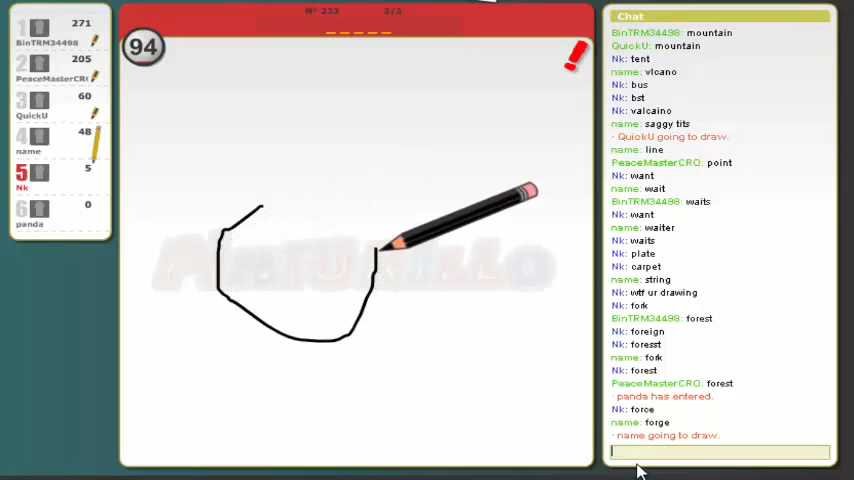 1 271
BinTRM34498
2 205
PeaceMasterCR
3 60
QuickU
4 48
name
5 5
Nk
6 0
panda
Nº 223 2/3
94
_ _ _ _ _
!
Chat
BinTRM34498: mountain
QuickU: mountain
Nk: tent
name: vlcano
Nk: bus
Nk: bst
Nk: valcaino
name: saggy tits
· QuickU going to draw.
name: line
PeaceMasterCRO: point
Nk: want
name: wait
BinTRM34498: waits
Nk: want
name: waiter
Nk: waits
Nk: plate
Nk: carpet
name: string
Nk: wtf ur drawing
Nk: fork
BinTRM34498: forest
Nk: foreign
Nk: foresst
name: fork
Nk: forest
PeaceMasterCRO: forest
· panda has entered.
Nk: force
name: forge
· name going to draw.